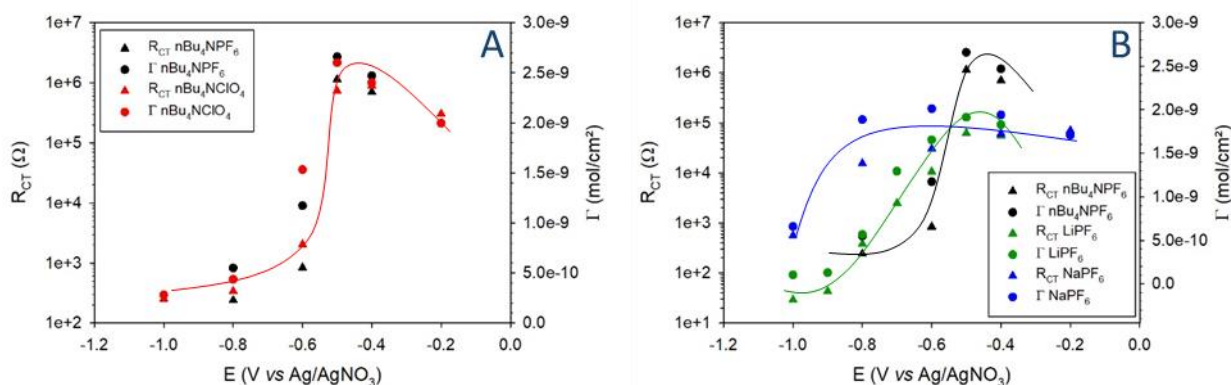 A
R_CT nBu₄NPF₆
Γ nBu₄NPF₆
R_CT nBu₄NClO₄
Γ nBu₄NClO₄
1e+7
1e+6
1e+5
1e+4
1e+3
1e+2
R_CT (Ω)
3.0e-9
2.5e-9
2.0e-9
1.5e-9
1.0e-9
5.0e-10
0.0
Γ (mol/cm²)
-1.2 -1.0 -0.8 -0.6 -0.4 -0.2 0.0
E (V vs Ag/AgNO₃)
B
1e+7
1e+6
1e+5
1e+4
1e+3
1e+2
1e+1
R_CT (Ω)
R_CT nBu₄NPF₆
Γ nBu₄NPF₆
R_CT LiPF₆
Γ LiPF₆
R_CT NaPF₆
Γ NaPF₆
3.0e-9
2.5e-9
2.0e-9
1.5e-9
1.0e-9
5.0e-10
0.0
Γ (mol/cm²)
-1.2 -1.0 -0.8 -0.6 -0.4 -0.2 0.0
E (V vs Ag/AgNO₃)